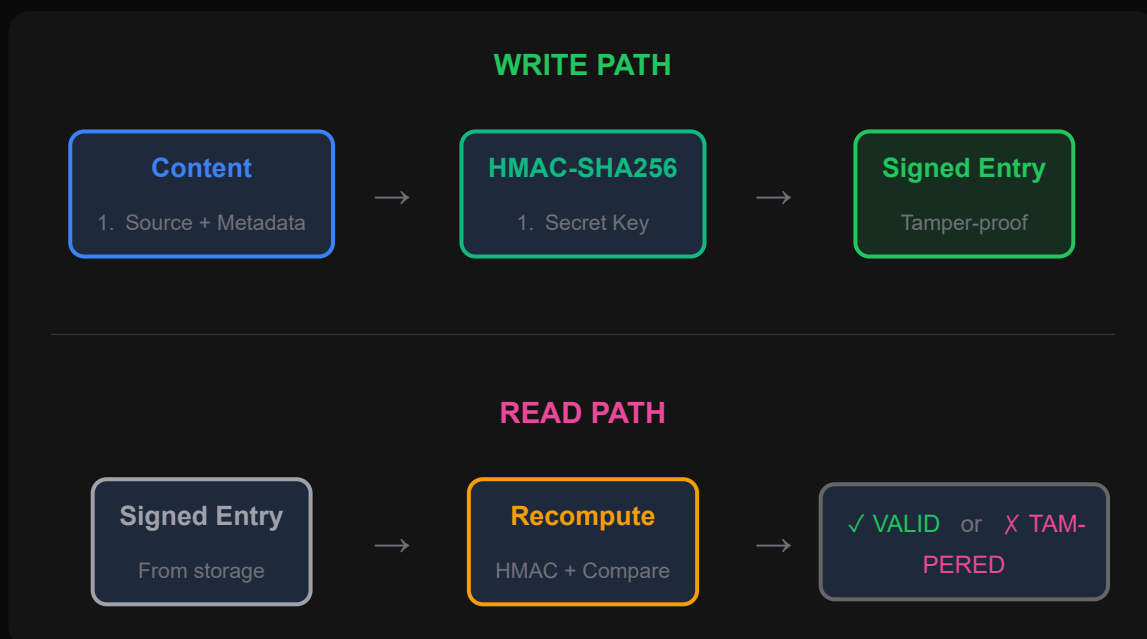 WRITE PATH
Content
1. Source + Metadata
→
HMAC-SHA256
1. Secret Key
→
Signed Entry
Tamper-proof
READ PATH
Signed Entry
From storage
→
Recompute
HMAC + Compare
→
✓ VALID or ✗ TAM-
PERED